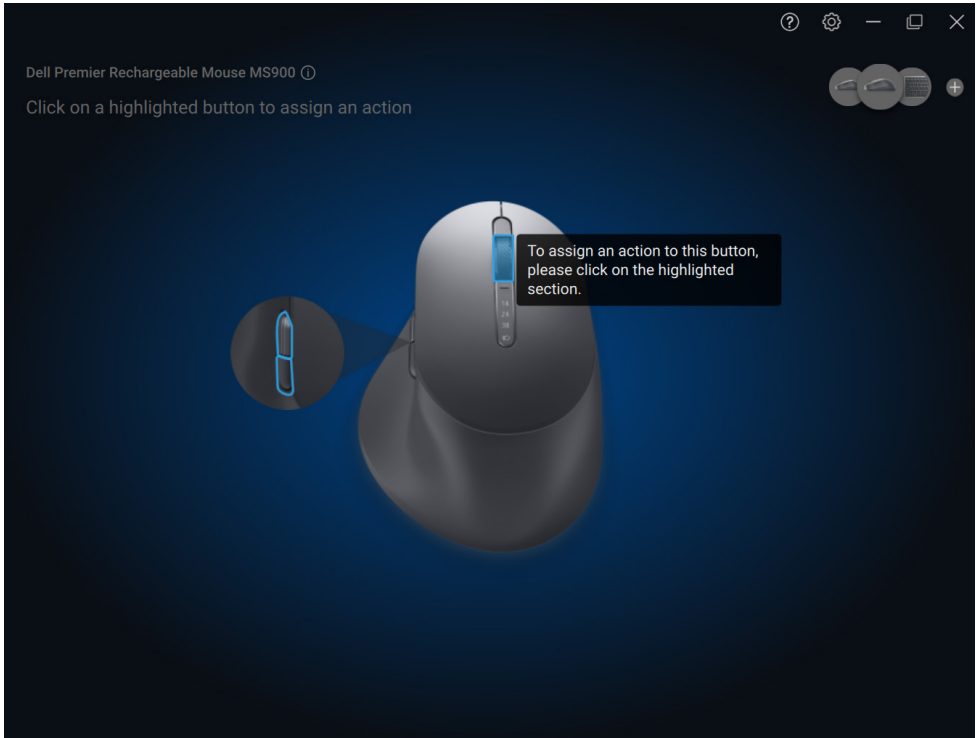 Dell Premier Rechargeable Mouse MS900
Click on a highlighted button to assign an action
To assign an action to this button,
please click on the highlighted
section.